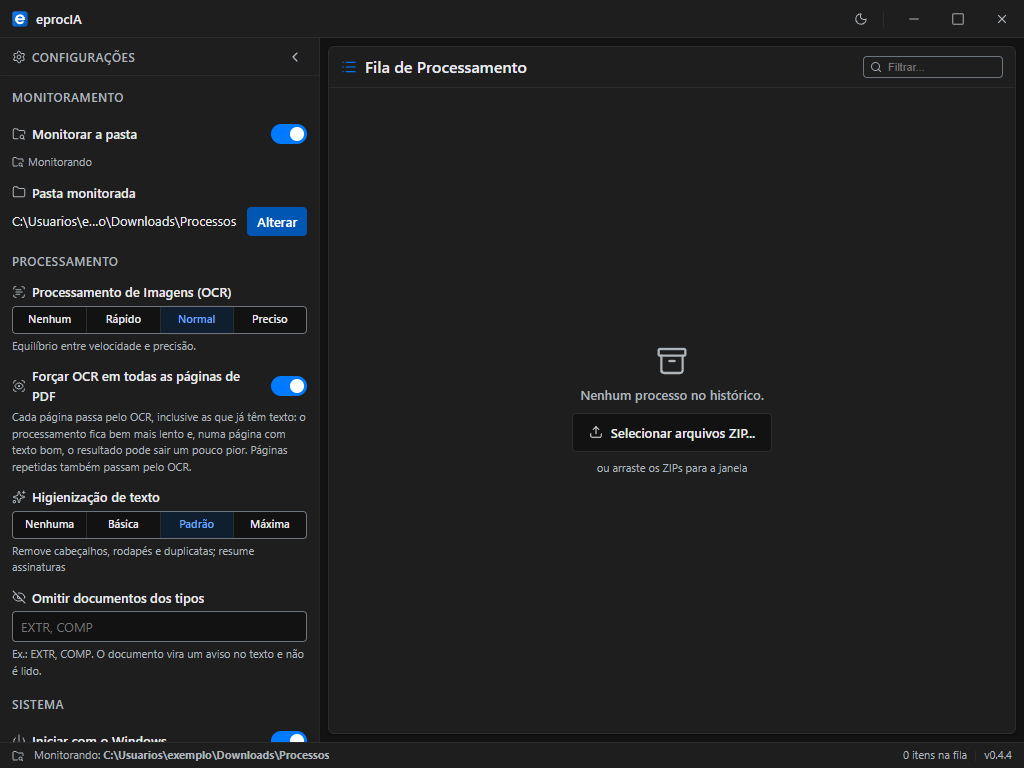 eprocIA
CONFIGURAÇÕES
MONITORAMENTO
Monitorar a pasta
Monitorando
Pasta monitorada
C:\Usuarios\e...o\Downloads\Processos
Alterar
PROCESSAMENTO
Processamento de Imagens (OCR)
Nenhum Rápido Normal Preciso
Equilíbrio entre velocidade e precisão.
Forçar OCR em todas as páginas de
PDF
Cada página passa pelo OCR, inclusive as que já têm texto: o
processamento fica bem mais lento e, numa página com
texto bom, o resultado pode sair um pouco pior. Páginas
repetidas também passam pelo OCR.
Higienização de texto
Nenhuma Básica Padrão Máxima
Remove cabeçalhos, rodapés e duplicatas; resume
assinaturas
Omitir documentos dos tipos
EXTR, COMP
Ex.: EXTR, COMP. O documento vira um aviso no texto e não
é lido.
SISTEMA
Iniciar com o Windows
Fila de Processamento
Filtrar...
Nenhum processo no histórico.
Selecionar arquivos ZIP...
ou arraste os ZIPs para a janela
Monitorando: C:\Usuarios\exemplo\Downloads\Processos
0 itens na fila
v0.4.4